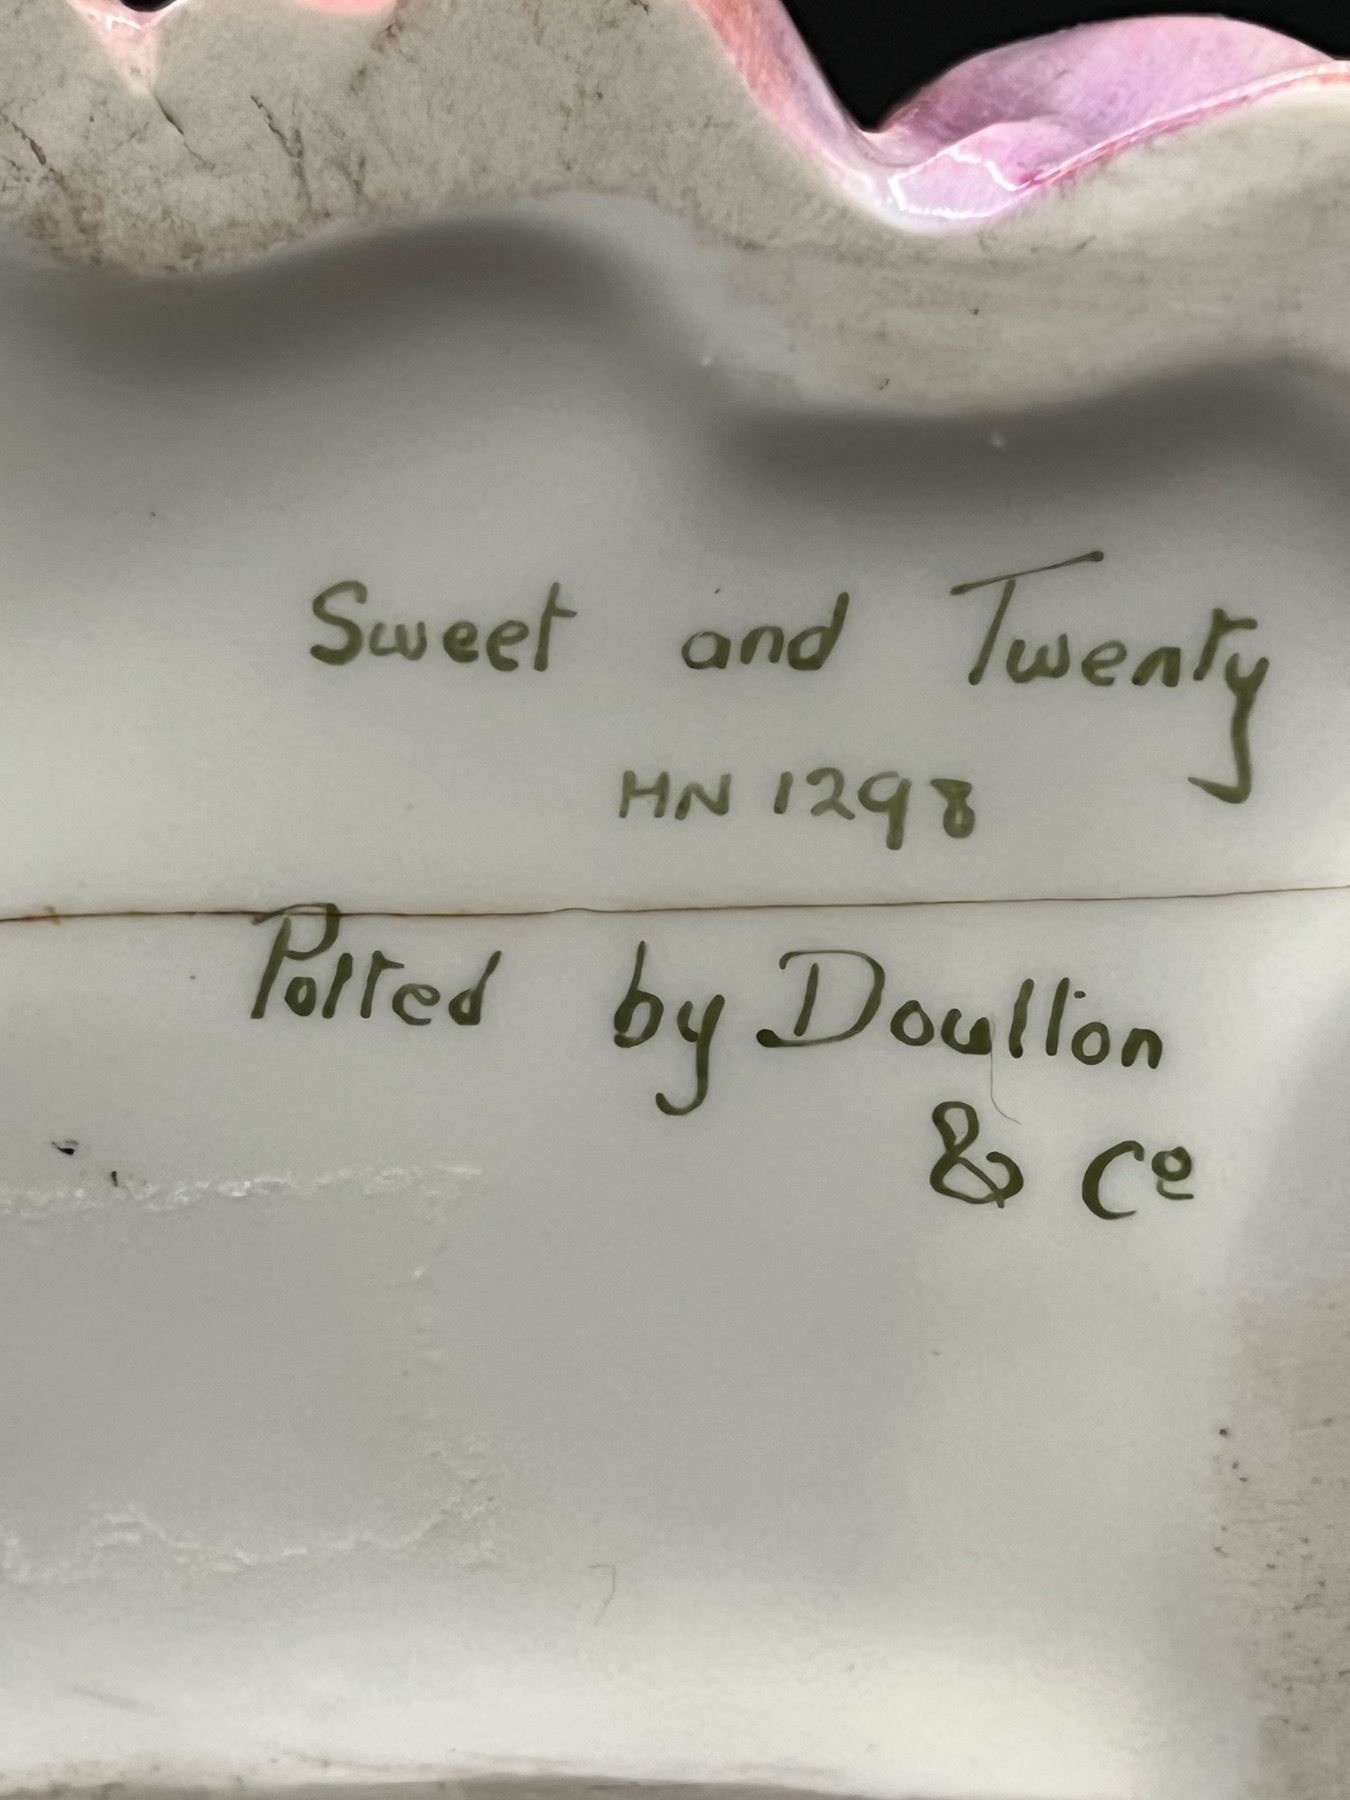 Sweet and Twenty
HN 1298
Potted by Doulton
& Co